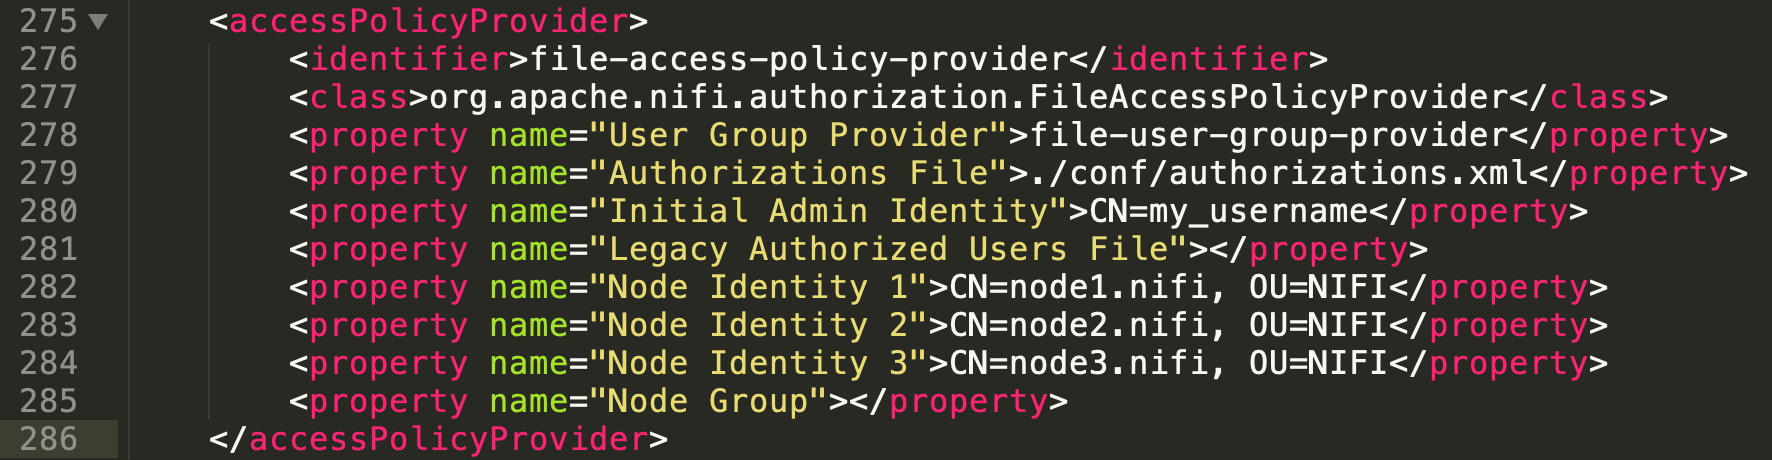 275 <accessPolicyProvider>
276 <identifier>file-access-policy-provider</identifier>
277 <class>org.apache.nifi.authorization.FileAccessPolicyProvider</class>
278 <property name="User Group Provider">file-user-group-provider</property>
279 <property name="Authorizations File">./conf/authorizations.xml</property>
280 <property name="Initial Admin Identity">CN=my_username</property>
281 <property name="Legacy Authorized Users File"></property>
282 <property name="Node Identity 1">CN=node1.nifi, OU=NIFI</property>
283 <property name="Node Identity 2">CN=node2.nifi, OU=NIFI</property>
284 <property name="Node Identity 3">CN=node3.nifi, OU=NIFI</property>
285 <property name="Node Group"></property>
286 </accessPolicyProvider>